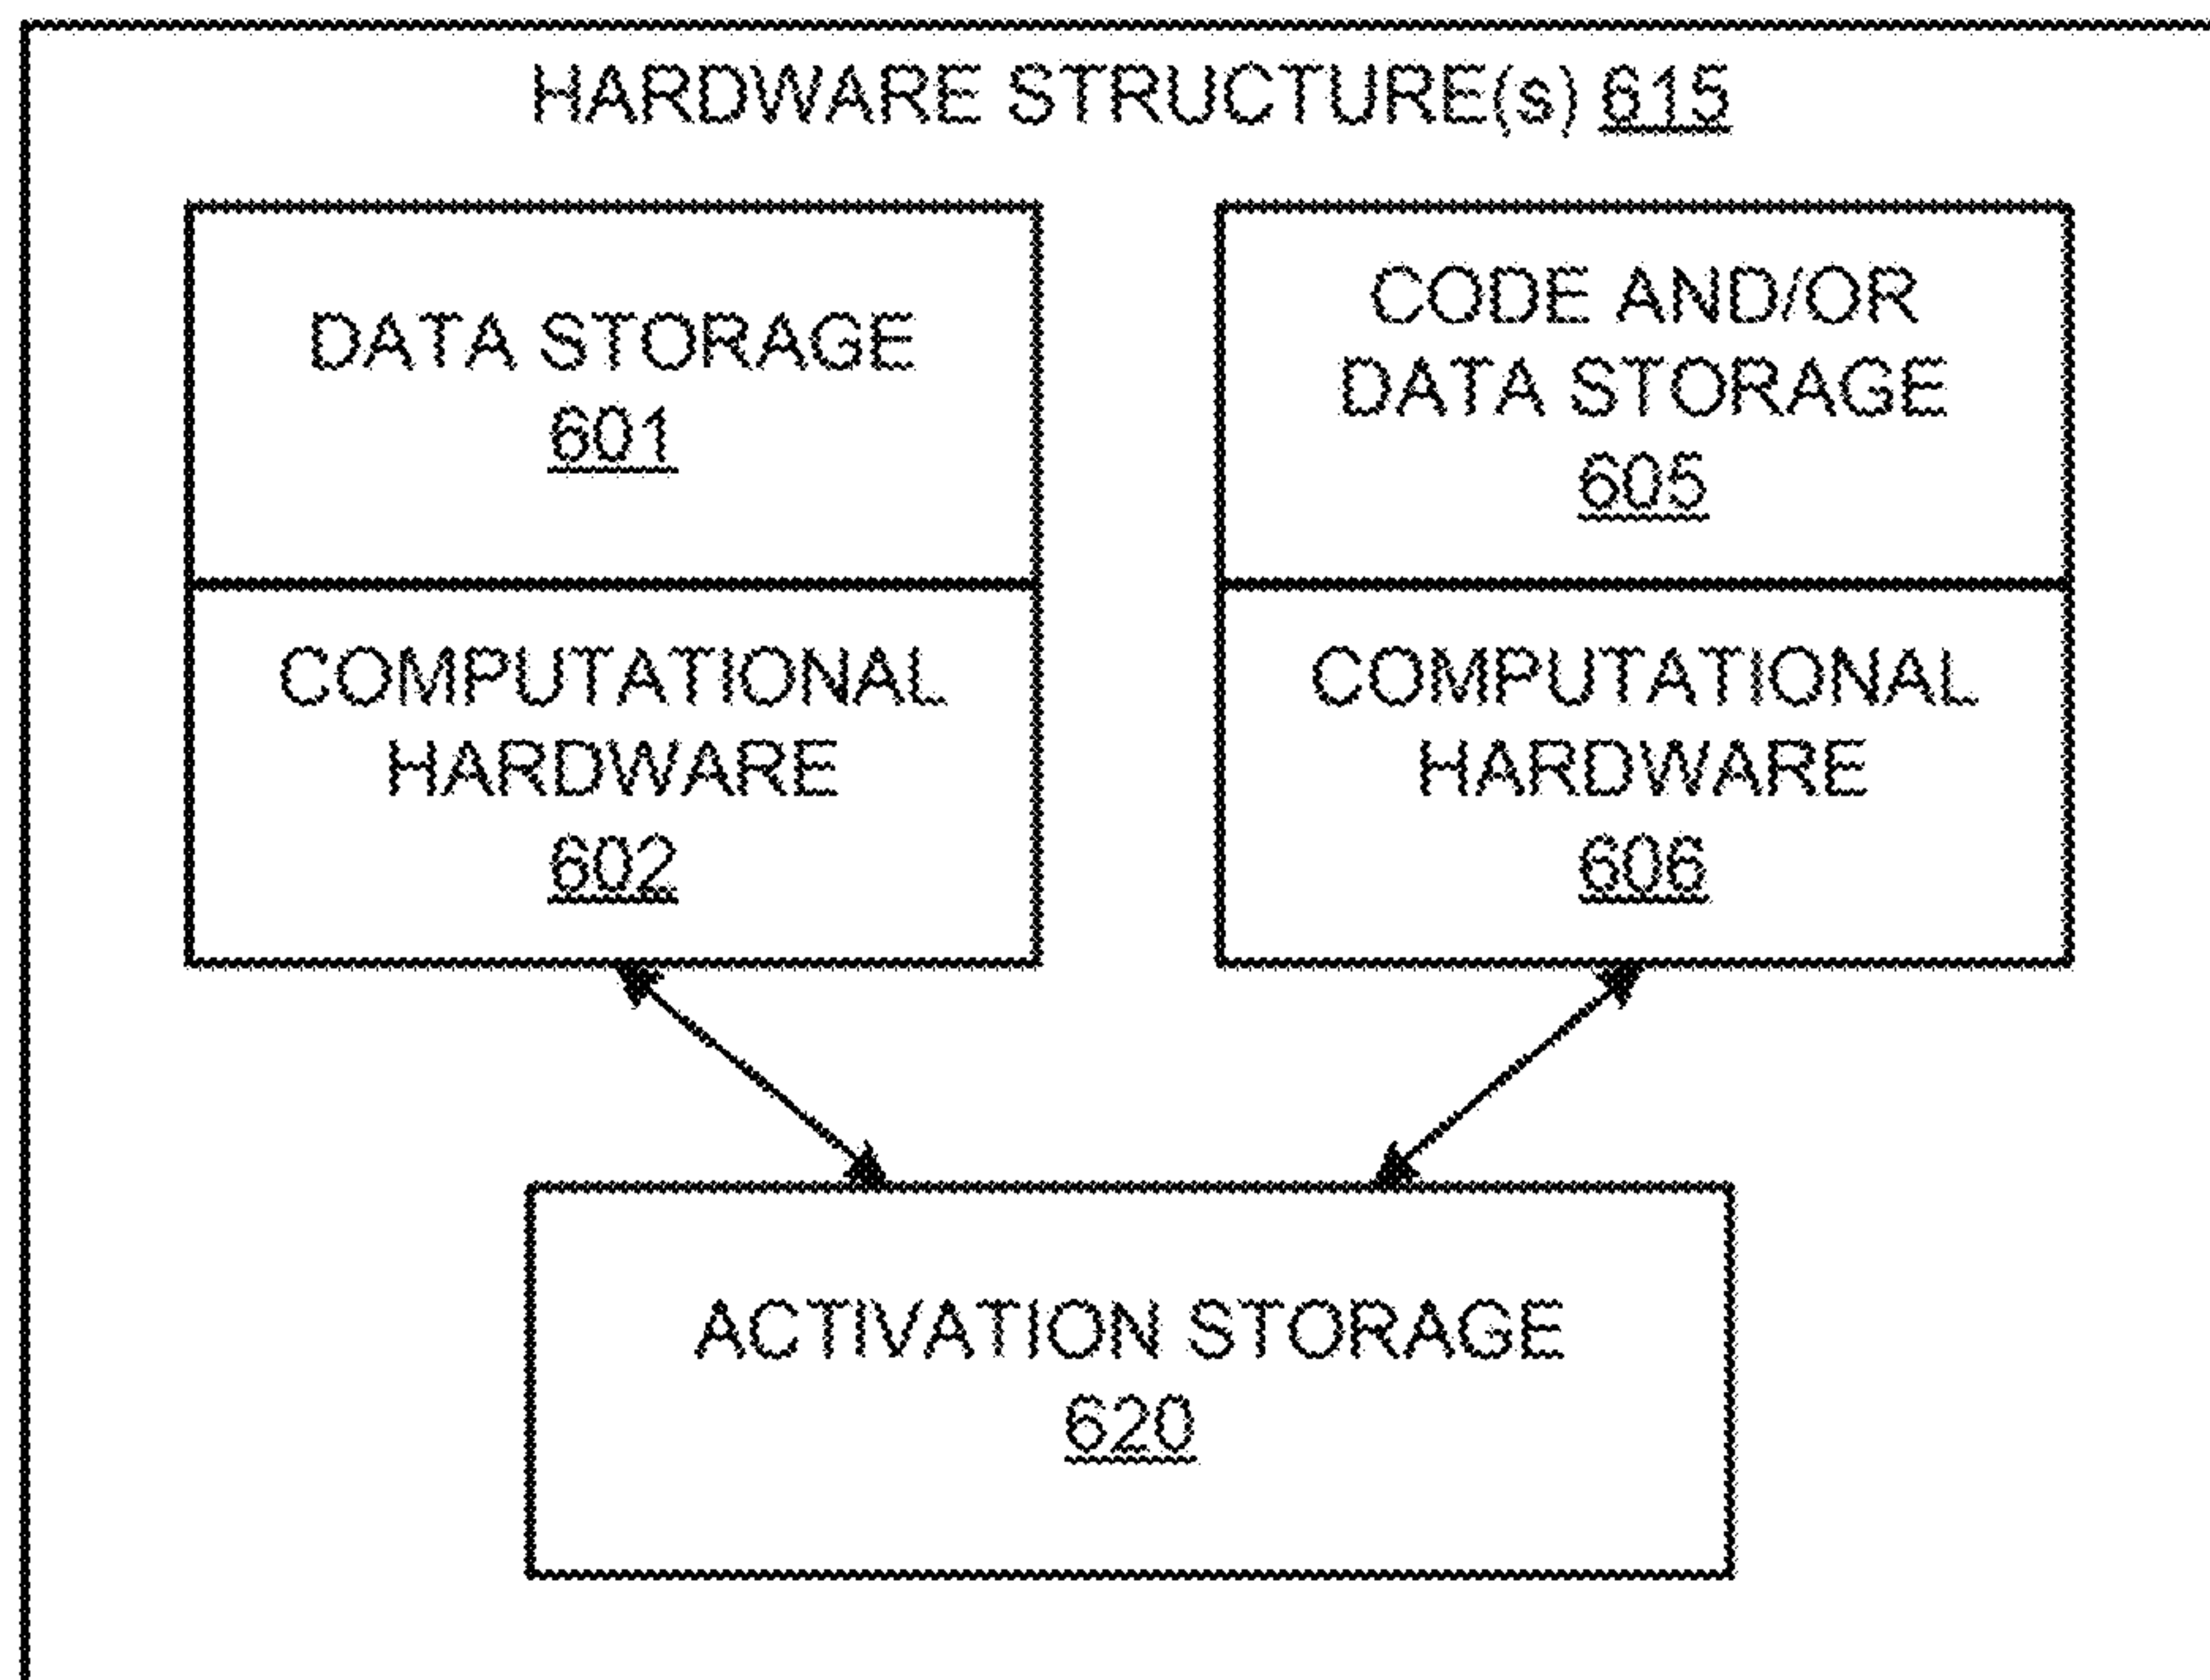 HARDWARE STRUCTURE(s) 615
DATA STORAGE
601
COMPUTATIONAL
HARDWARE
602
CODE AND/OR
DATA STORAGE
605
COMPUTATIONAL
HARDWARE
606
ACTIVATION STORAGE
620